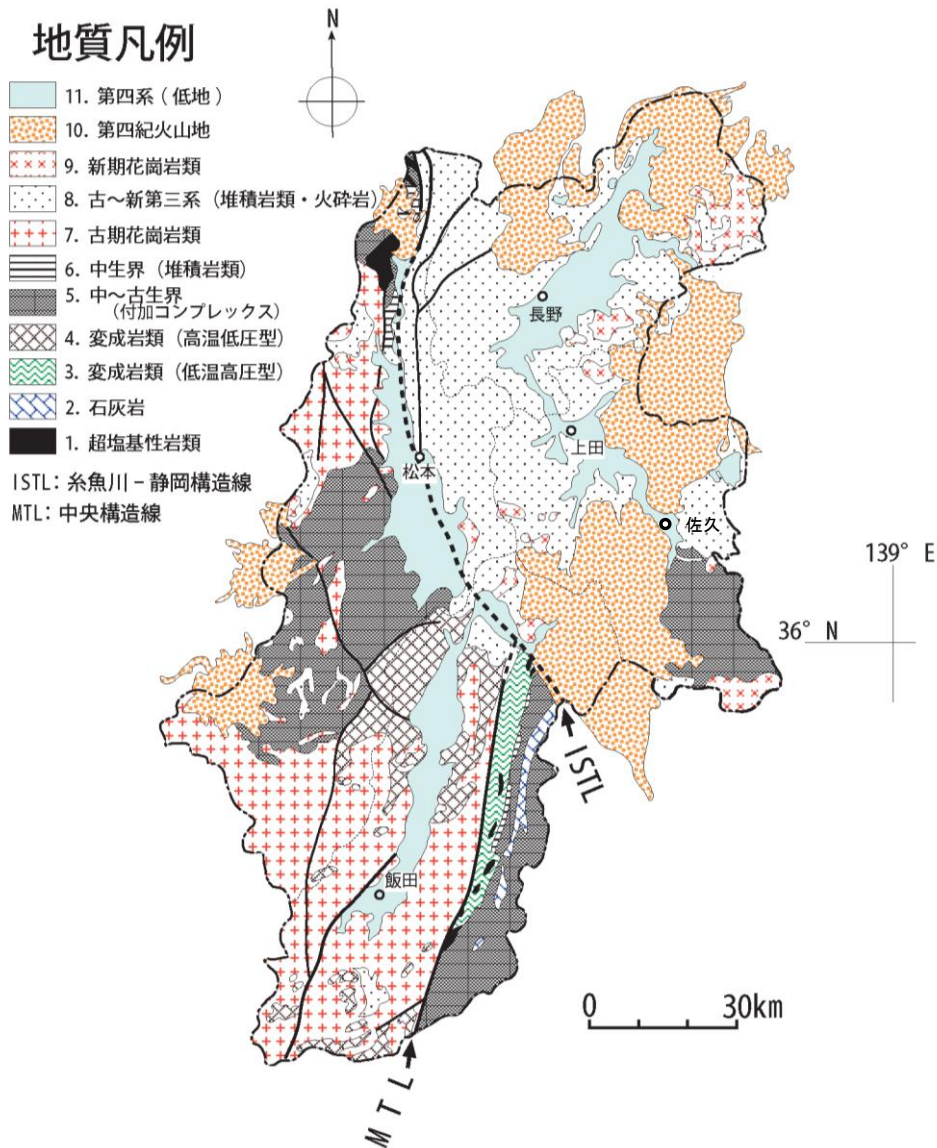 地質凡例
11. 第四系 ( 低地 )
10. 第四紀火山地
9. 新期花崗岩類
8. 古〜新第三系（堆積岩類・火砕岩）
7. 古期花崗岩類
6. 中生界（堆積岩類）
5. 中〜古生界
（付加コンプレックス）
4. 変成岩類（高温低圧型）
3. 変成岩類（低温高圧型）
2. 石灰岩
1. 超塩基性岩類
ISTL: 糸魚川－静岡構造線
MTL: 中央構造線
N
長野
上田
松本
佐久
139° E
36° N
ISTL
飯田
0 30km
MTL